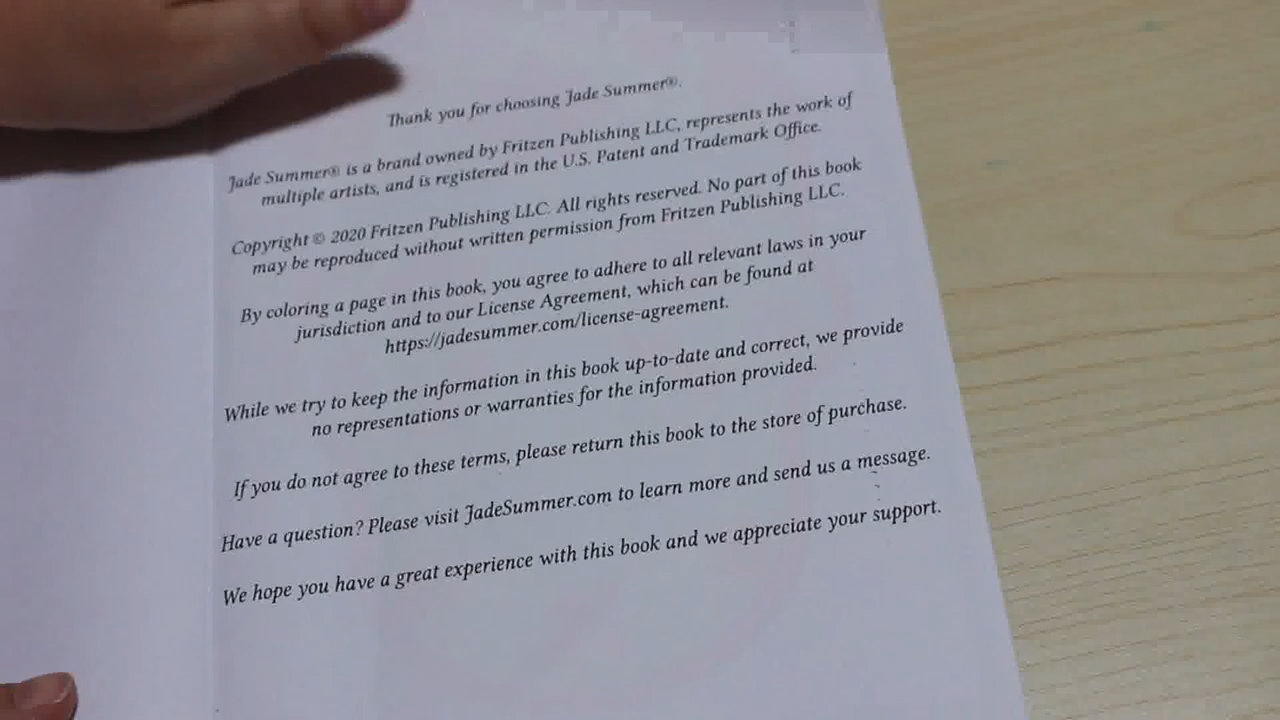 Thank you for choosing Jade Summer®.
Jade Summer® is a brand owned by Fritzen Publishing LLC, represents the work of
multiple artists, and is registered in the U.S. Patent and Trademark Office.
Copyright © 2020 Fritzen Publishing LLC. All rights reserved. No part of this book
may be reproduced without written permission from Fritzen Publishing LLC.
By coloring a page in this book, you agree to adhere to all relevant laws in your
jurisdiction and to our License Agreement, which can be found at
https://jadesummer.com/license-agreement.
While we try to keep the information in this book up-to-date and correct, we provide
no representations or warranties for the information provided.
If you do not agree to these terms, please return this book to the store of purchase.
Have a question? Please visit JadeSummer.com to learn more and send us a message.
We hope you have a great experience with this book and we appreciate your support.